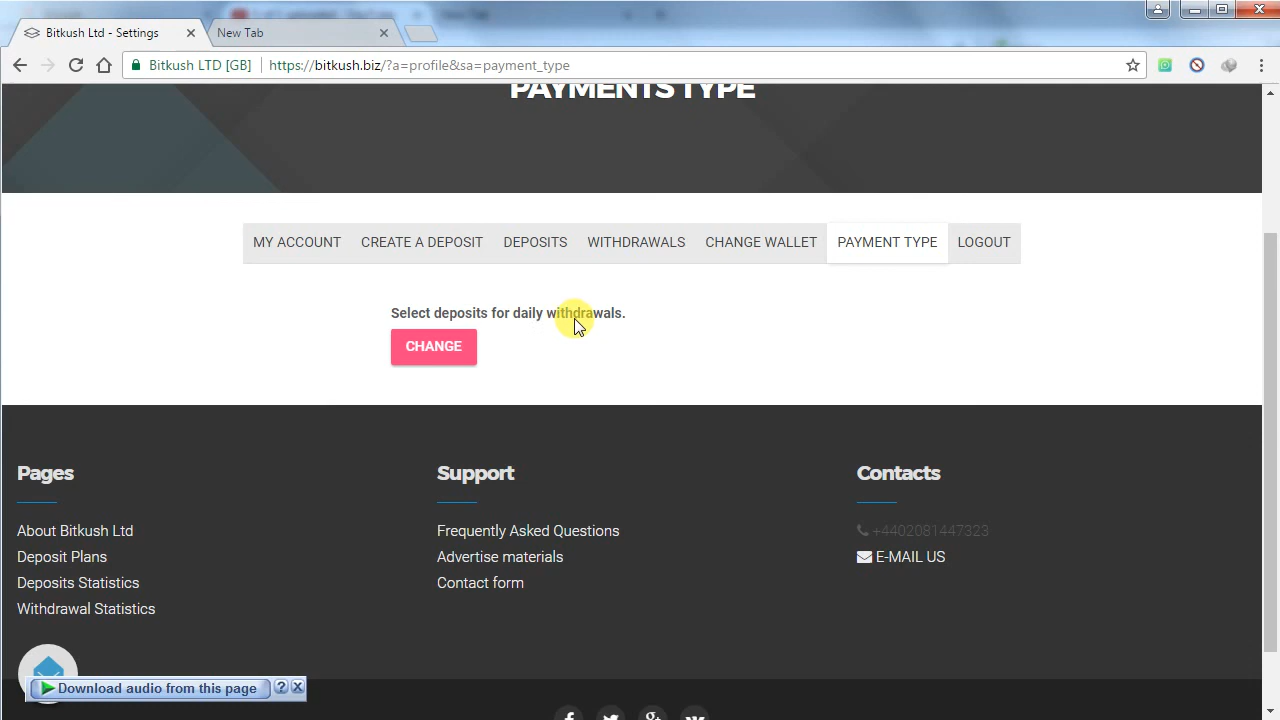 Bitkush Ltd - Settings
New Tab
Bitkush LTD [GB] https://bitkush.biz/?a=profile&sa=payment_type
PAYMENTS TYPE
MY ACCOUNT CREATE A DEPOSIT DEPOSITS WITHDRAWALS CHANGE WALLET PAYMENT TYPE LOGOUT
Select deposits for daily withdrawals.
CHANGE
Pages
About Bitkush Ltd
Deposit Plans
Deposits Statistics
Withdrawal Statistics
Support
Frequently Asked Questions
Advertise materials
Contact form
Contacts
+4402081447323
E-MAIL US
Download audio from this page ?